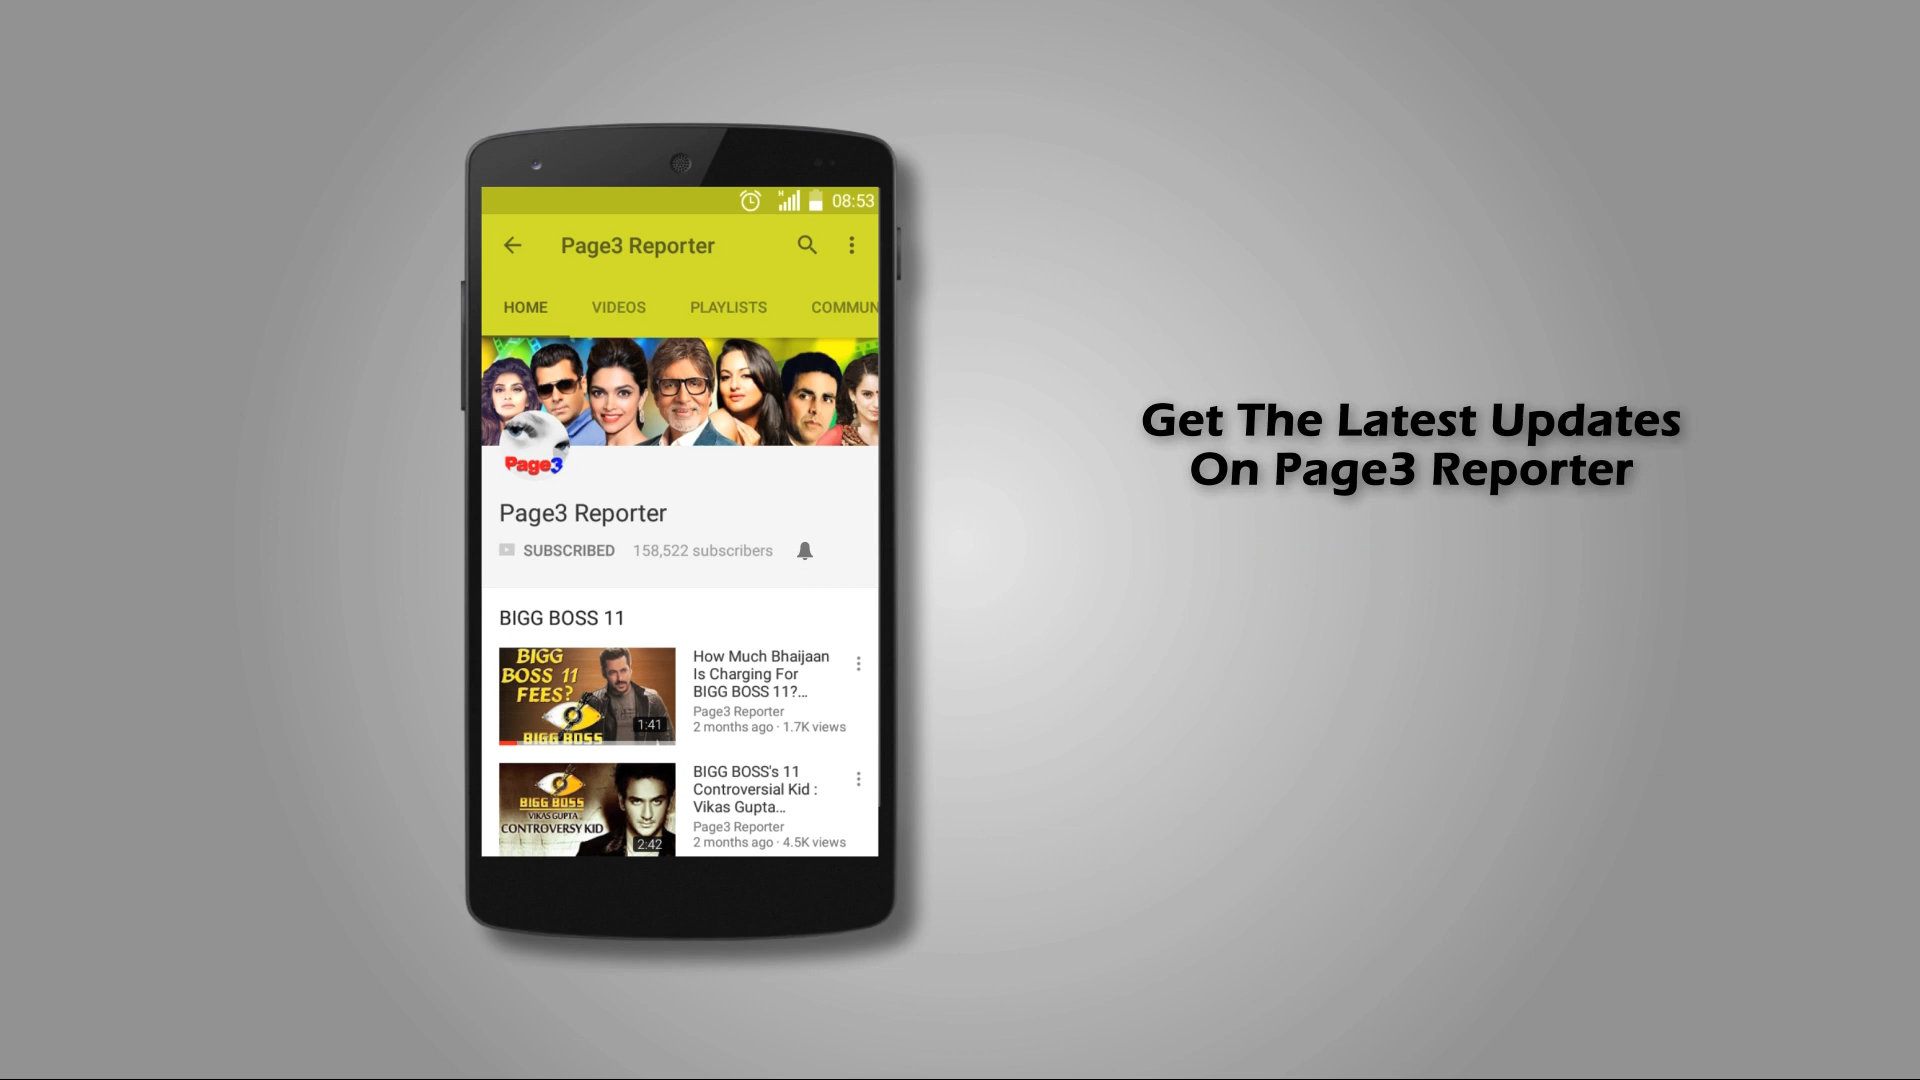 H
08:53
Page3 Reporter
HOME VIDEOS PLAYLISTS COMMUN
Page3
Page3 Reporter
SUBSCRIBED 158,522 subscribers
BIGG BOSS 11
BIGG
BOSS 11
FEES?
BIGG BOSS
1:41
How Much Bhaijaan
Is Charging For
BIGG BOSS 11?...
Page3 Reporter
2 months ago · 1.7K views
BIGG BOSS
VIKAS GUPTA
CONTROVERSY KID
2:42
BIGG BOSS's 11
Controversial Kid :
Vikas Gupta...
Page3 Reporter
2 months ago · 4.5K views
Get The Latest Updates
On Page3 Reporter